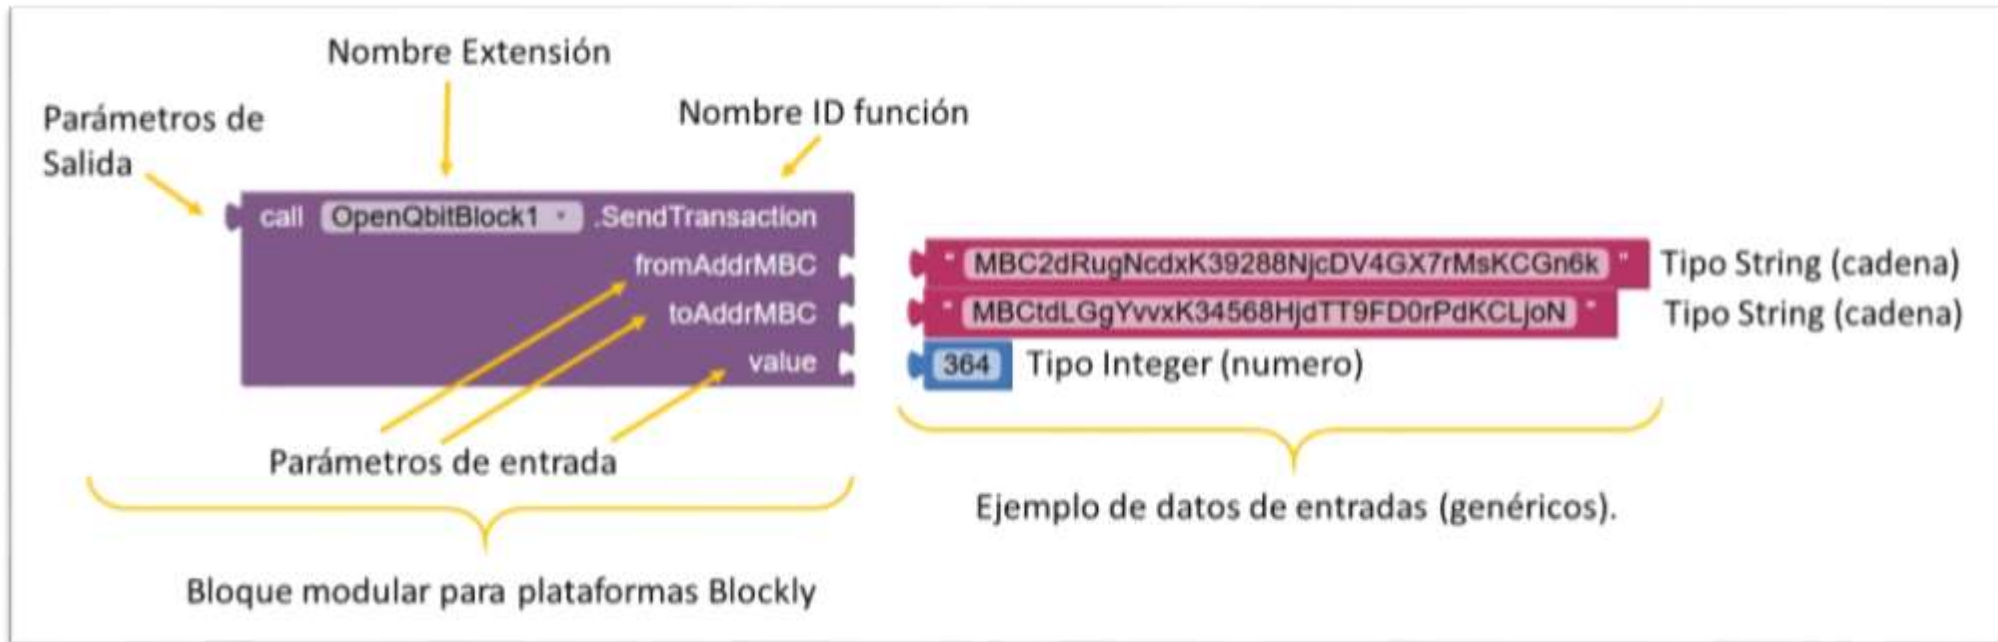 Nombre Extensión
Parámetros de
Salida
Nombre ID función
call OpenQbitBlock1 .SendTransaction
fromAddrMBC " MBC2dRugNcdxK39288NjcDV4GX7rMsKCGn6k " Tipo String (cadena)
toAddrMBC " MBCtdLGgYvvxK34568HjdTT9FD0rPdKCLjoN " Tipo String (cadena)
value 364 Tipo Integer (numero)
Parámetros de entrada
Ejemplo de datos de entradas (genéricos).
Bloque modular para plataformas Blockly